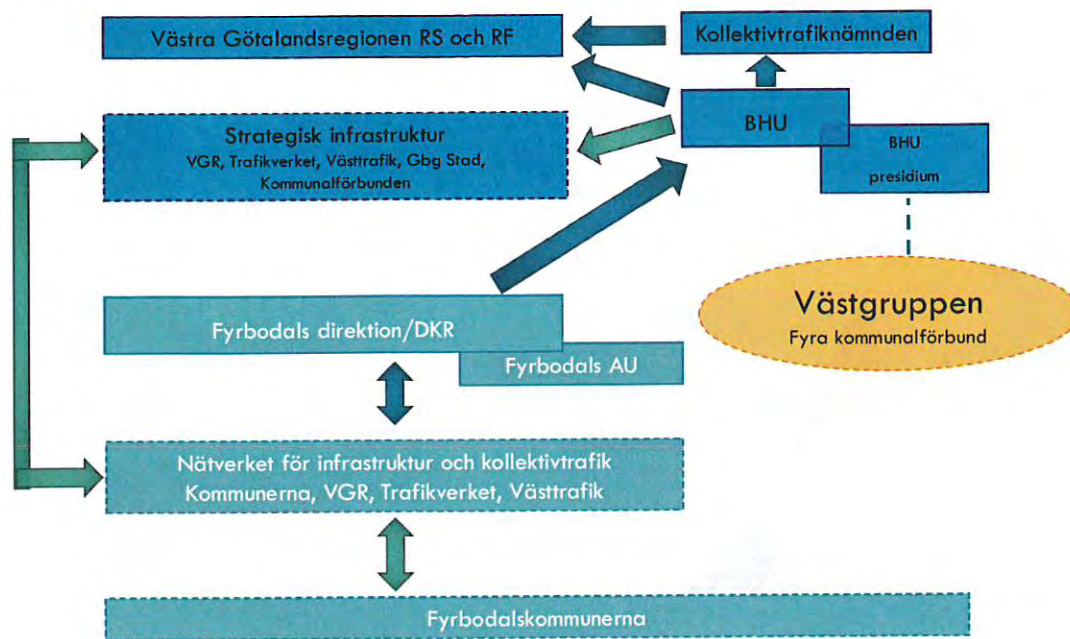 Västra Götalandsregionen RS och RF
Kollektivtrafiknämnden
Strategisk infrastruktur
VGR, Trafikverket, Västtrafik, Gbg Stad,
Kommunalförbunden
BHU
BHU
presidium
Västgruppen
Fyra kommunalförbund
Fyrbodals direktion/DKR
Fyrbodals AU
Nätverket för infrastruktur och kollektivtrafik
Kommunerna, VGR, Trafikverket, Västtrafik
Fyrbodalskommunerna